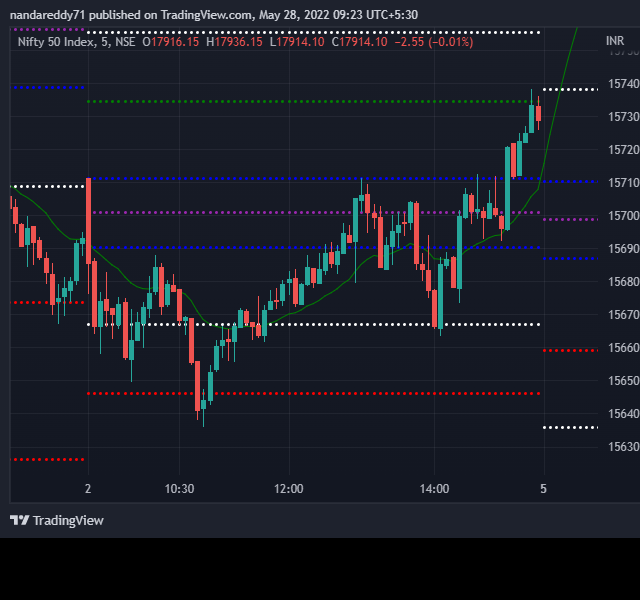 nandareddy71 published on TradingView.com, May 28, 2022 09:23 UTC+5:30
Nifty 50 Index, 5, NSE O17916.15 H17936.15 L17914.10 C17914.10 −2.55 (−0.01%)
INR
15740
15730
15720
15710
15700
15690
15680
15670
15660
15650
15640
15630
2 10:30 12:00 14:00 5
TradingView